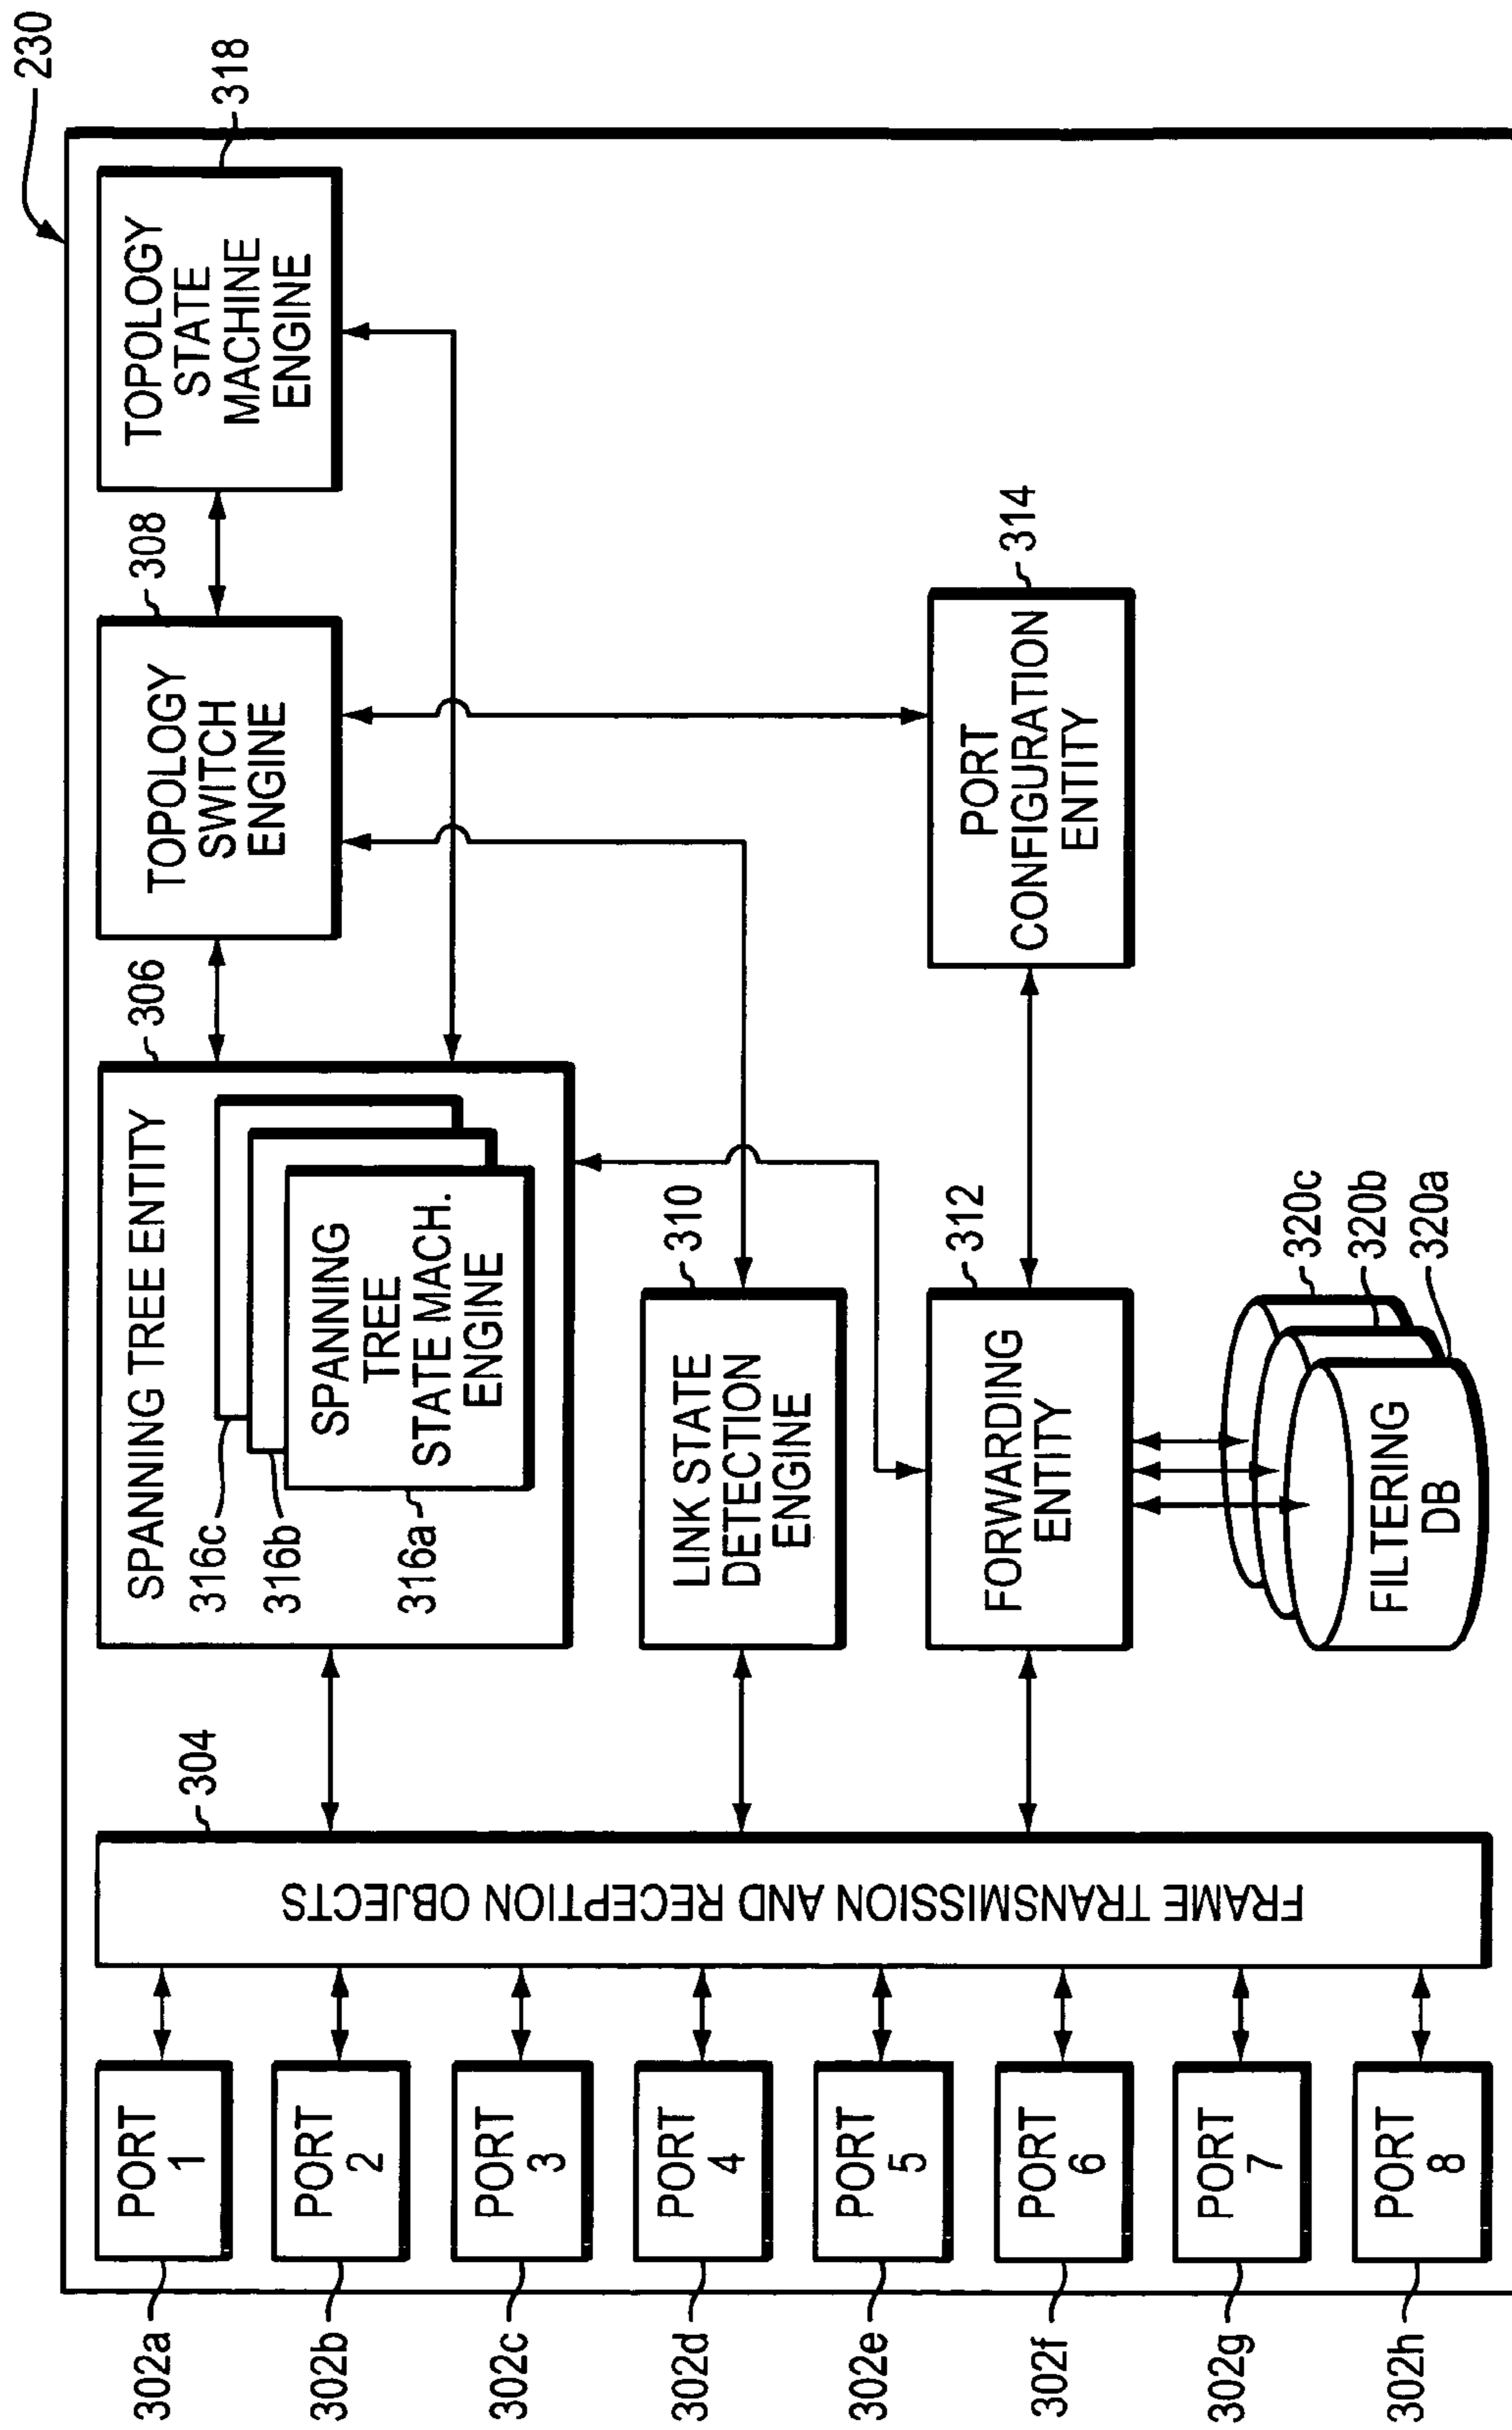 230
PORT
1
302a
PORT
2
302b
PORT
3
302c
PORT
4
302d
PORT
5
302e
PORT
6
302f
PORT
7
302g
PORT
8
302h
FRAME TRANSMISSION AND RECEPTION OBJECTS
304
SPANNING TREE ENTITY
306
SPANNING
TREE
STATE MACH.
ENGINE
316c
316b
316a
TOPOLOGY
SWITCH
ENGINE
308
TOPOLOGY
STATE
MACHINE
ENGINE
318
LINK STATE
DETECTION
ENGINE
310
FORWARDING
ENTITY
312
PORT
CONFIGURATION
ENTITY
314
FILTERING
DB
320c
320b
320a